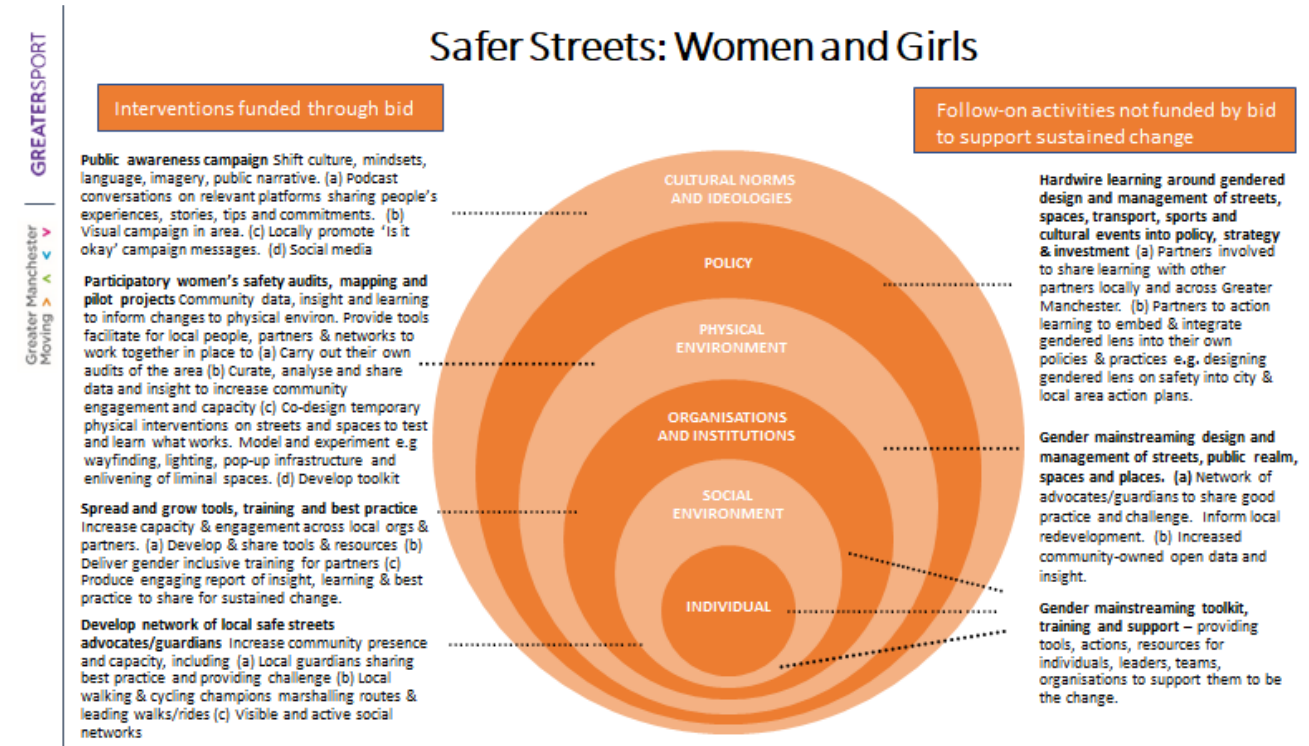 Safer Streets: Women and Girls
GREATERSPORT
Greater Manchester
Moving
Interventions funded through bid
Public awareness campaign Shift culture, mindsets,
language, imagery, public narrative. (a) Podcast
conversations on relevant platforms sharing people's
experiences, stories, tips and commitments. (b)
Visual campaign in area. (c) Locally promote 'Is it
okay' campaign messages. (d) Social media
Participatory women's safety audits, mapping and
pilot projects Community data, insight and learning
to inform changes to physical environ. Provide tools
facilitate for local people, partners & networks to
work together in place to (a) Carry out their own
audits of the area (b) Curate, analyse and share
data and insight to increase community
engagement and capacity (c) Co-design temporary
physical interventions on streets and spaces to test
and learn what works. Model and experiment e.g
wayfinding, lighting, pop-up infrastructure and
enlivening of liminal spaces. (d) Develop toolkit
Spread and grow tools, training and best practice
Increase capacity & engagement across local orgs &
partners. (a) Develop & share tools & resources (b)
Deliver gender inclusive training for partners (c)
Produce engaging report of insight, learning & best
practice to share for sustained change.
Develop network of local safe streets
advocates/guardians Increase community presence
and capacity, including (a) Local guardians sharing
best practice and providing challenge (b) Local
walking & cycling champions marshalling routes &
leading walks/rides (c) Visible and active social
networks
CULTURAL NORMS
AND IDEOLOGIES
POLICY
PHYSICAL
ENVIRONMENT
ORGANISATIONS
AND INSTITUTIONS
SOCIAL
ENVIRONMENT
INDIVIDUAL
Follow-on activities not funded by bid
to support sustained change
Hardwire learning around gendered
design and management of streets,
spaces, transport, sports and
cultural events into policy, strategy
& investment (a) Partners involved
to share learning with other
partners locally and across Greater
Manchester. (b) Partners to action
learning to embed & integrate
gendered lens into their own
policies & practices e.g. designing
gendered lens on safety into city &
local area action plans.
Gender mainstreaming design and
management of streets, public realm,
spaces and places. (a) Network of
advocates/guardians to share good
practice and challenge. Inform local
redevelopment. (b) Increased
community-owned open data and
insight.
Gender mainstreaming toolkit,
training and support – providing
tools, actions, resources for
individuals, leaders, teams,
organisations to support them to be
the change.